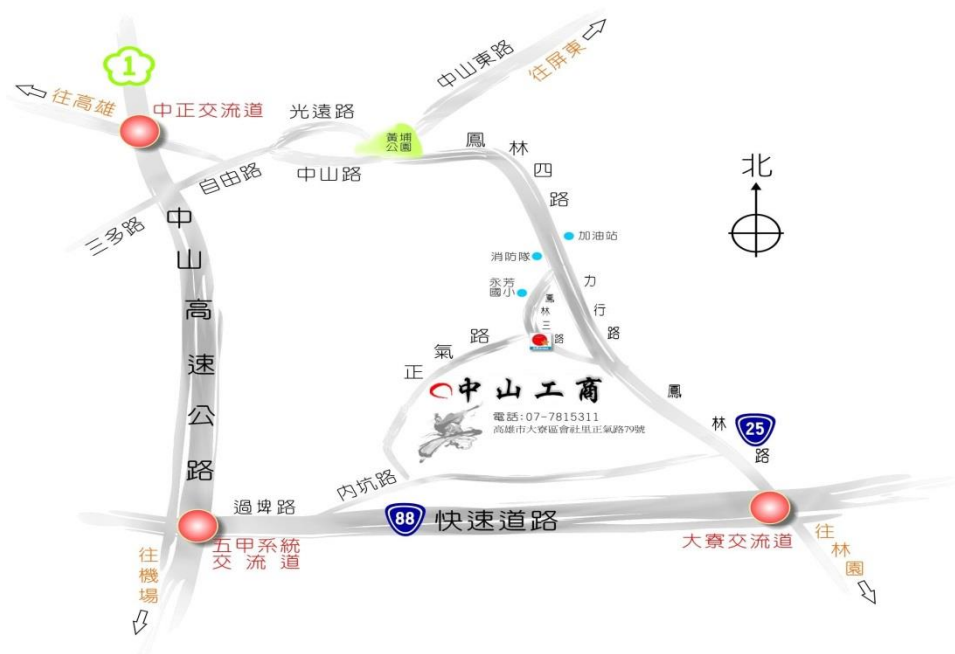 1
往屏東
中山東路
往高雄
中正交流道
光遠路
黃埔
公園
鳳林四路
自由路
中山路
北
三多路
中山高速公路
加油站
消防隊
永芳
國小
力行路
鳳林三路
正氣路
中山工商
電話:07-7815311
高雄市大寮區會社里正氣路79號
鳳林路
25
內坑路
過埤路
88
快速道路
五甲系統
交流道
大寮交流道
往機場
往林園